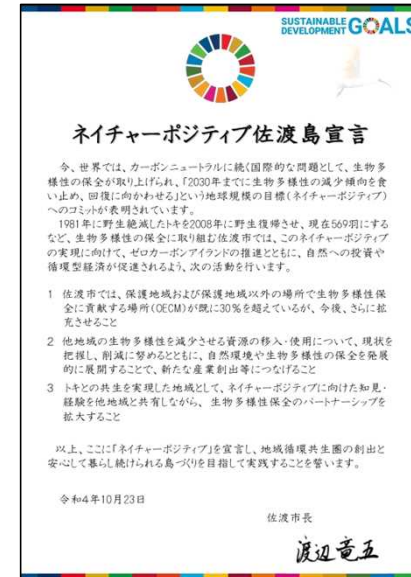 SUSTAINABLE
DEVELOPMENT GOALS
ネイチャーポジティブ佐渡島宣言
今、世界では、カーボンニュートラルに続く国際的な問題として、生物多
様性の保全が取り上げられ、「2030年までに生物多様性の減少傾向を食
い止め、回復に向かわせる」という地球規模の目標(ネイチャーポジティブ)
へのコミットが表明されています。
1981年に野生絶滅したトキを2008年に野生復帰させ、現在569羽にする
など、生物多様性の保全に取り組む佐渡市では、このネイチャーポジティブ
の実現に向けて、ゼロカーボンアイランドの推進とともに、自然への投資や
循環型経済が促進されるよう、次の活動を行います。
1 佐渡市では、保護地域および保護地域以外の場所で生物多様性保
全に貢献する場所(OECM)が既に30%を超えているが、今後、さらに拡
充させること
2 他地域の生物多様性を減少させる資源の移入・使用について、現状を
把握し、削減に努めるとともに、自然環境や生物多様性の保全を発展
的に展開することで、新たな産業創出等につなげること
3 トキとの共生を実現した地域として、ネイチャーポジティブに向けた知見・
経験を他地域と共有しながら、生物多様性保全のパートナーシップを
拡大すること
以上、ここに「ネイチャーポジティブ」を宣言し、地域循環共生圏の創出と
安心して暮らし続けられる島づくりを目指して実践することを誓います。
令和4年10月23日
佐渡市長
渡辺竜五